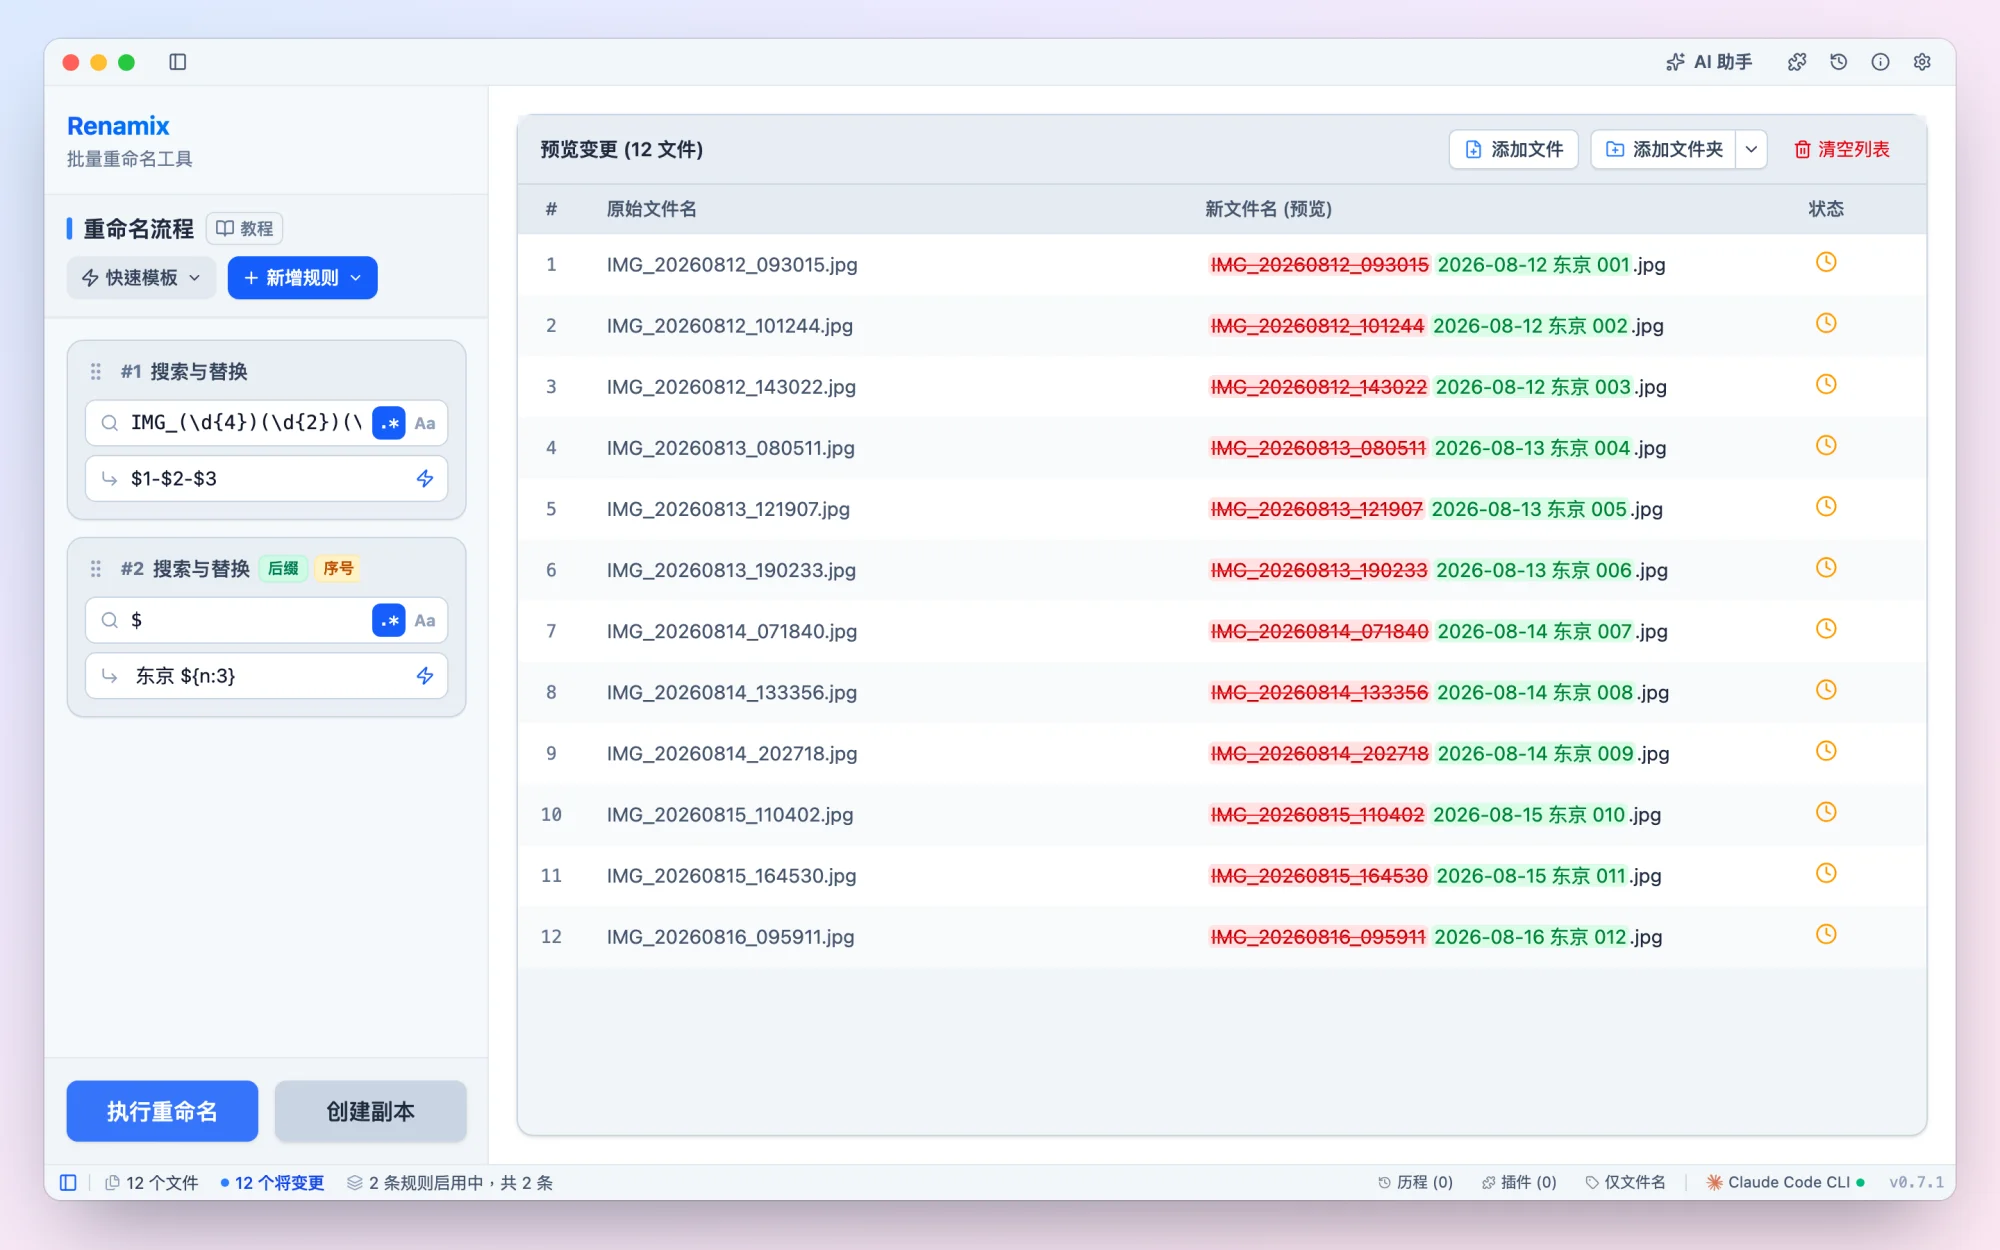 AI 助手
Renamix
批量重命名工具
重命名流程 教程
快速模板 新增规则
#1 搜索与替换
IMG_(\d{4})(\d{2})(\ .* Aa
$1-$2-$3
#2 搜索与替换 后缀 序号
$ .* Aa
东京 ${n:3}
执行重命名 创建副本
预览变更 (12 文件) 添加文件 添加文件夹 清空列表
# 原始文件名 新文件名 (预览) 状态
1 IMG_20260812_093015.jpg IMG_20260812_093015 2026-08-12 东京 001.jpg
2 IMG_20260812_101244.jpg IMG_20260812_101244 2026-08-12 东京 002.jpg
3 IMG_20260812_143022.jpg IMG_20260812_143022 2026-08-12 东京 003.jpg
4 IMG_20260813_080511.jpg IMG_20260813_080511 2026-08-13 东京 004.jpg
5 IMG_20260813_121907.jpg IMG_20260813_121907 2026-08-13 东京 005.jpg
6 IMG_20260813_190233.jpg IMG_20260813_190233 2026-08-13 东京 006.jpg
7 IMG_20260814_071840.jpg IMG_20260814_071840 2026-08-14 东京 007.jpg
8 IMG_20260814_133356.jpg IMG_20260814_133356 2026-08-14 东京 008.jpg
9 IMG_20260814_202718.jpg IMG_20260814_202718 2026-08-14 东京 009.jpg
10 IMG_20260815_110402.jpg IMG_20260815_110402 2026-08-15 东京 010.jpg
11 IMG_20260815_164530.jpg IMG_20260815_164530 2026-08-15 东京 011.jpg
12 IMG_20260816_095911.jpg IMG_20260816_095911 2026-08-16 东京 012.jpg
12 个文件 12 个将变更 2 条规则启用中，共 2 条 历程 (0) 插件 (0) 仅文件名 Claude Code CLI v0.7.1